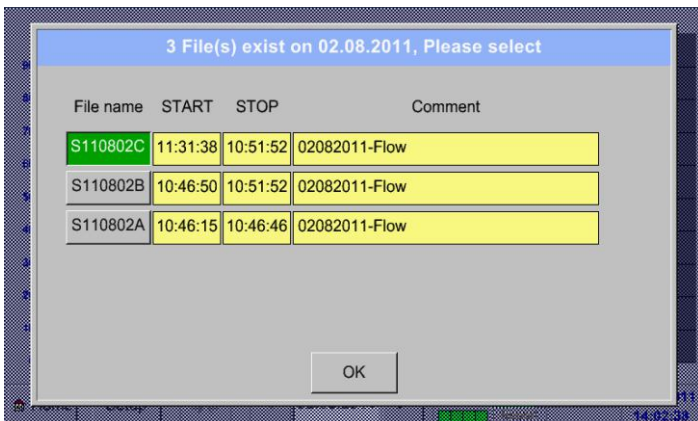 3 File(s) exist on 02.08.2011, Please select
File name START STOP Comment
S110802C 11:31:38 10:51:52 02082011-Flow
S110802B 10:46:50 10:51:52 02082011-Flow
S110802A 10:46:15 10:46:46 02082011-Flow
OK
Home Setup
14:02:38